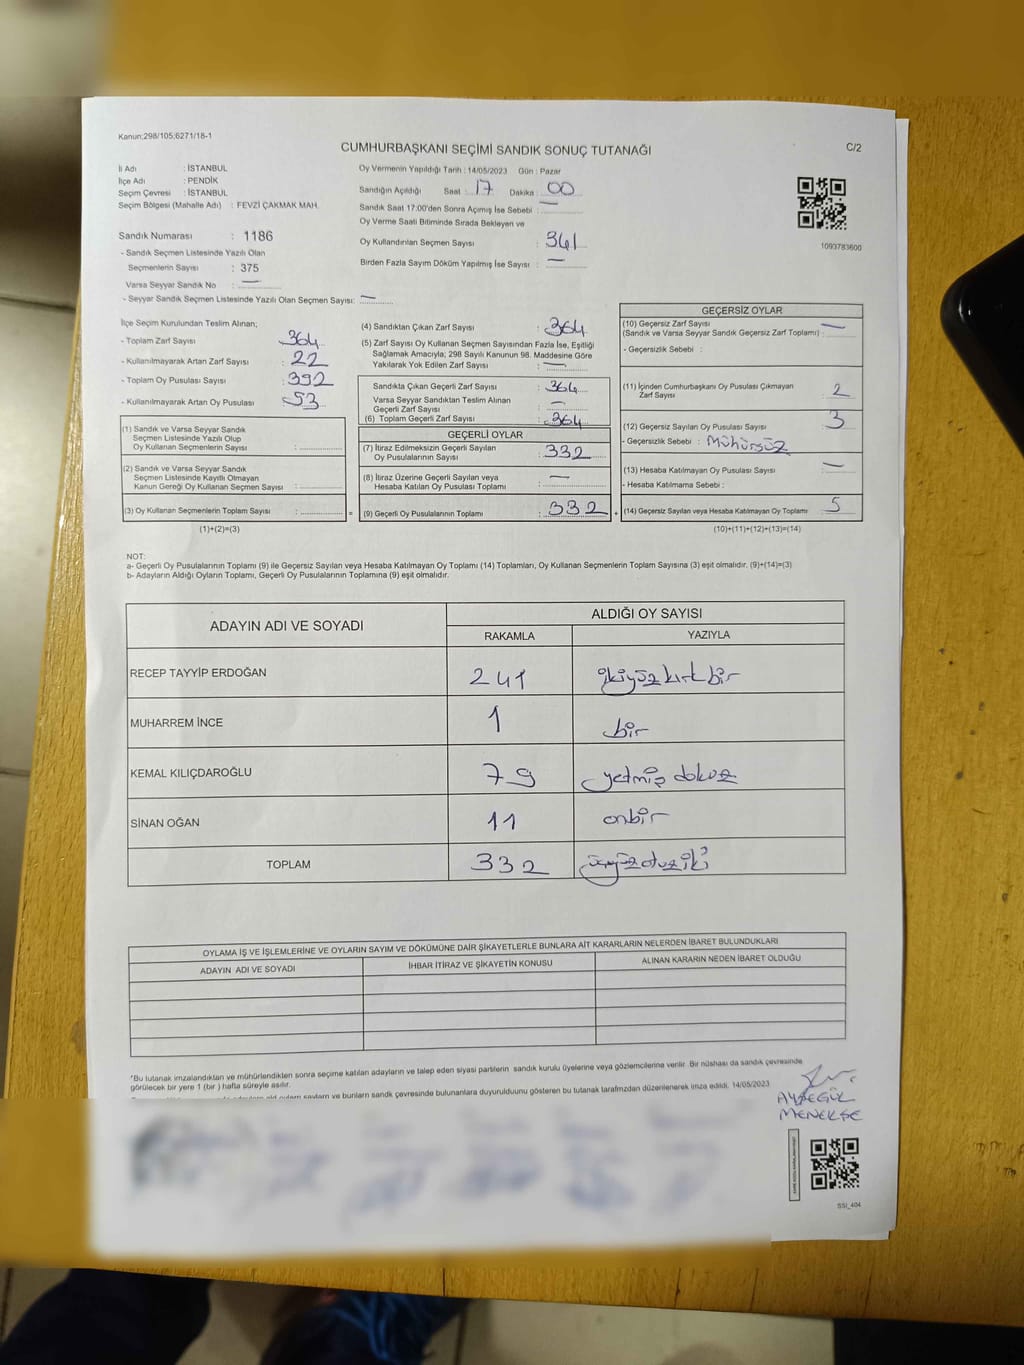 Kanun;298/105;6271/18-1
CUMHURBAŞKANI SEÇİMİ SANDIK SONUÇ TUTANAĞI
C/2
İl Adı : İSTANBUL
İlçe Adı : PENDİK
Seçim Çevresi : İSTANBUL
Seçim Bölgesi (Mahalle Adı) : FEVZİ ÇAKMAK MAH.
Oy Vermenin Yapıldığı Tarih : 14/05/2023 Gün : Pazar
Sandığın Açıldığı Saat : 17 Dakika : 00
Sandık Saat 17:00'den Sonra Açımış İse Sebebi : —
Oy Verme Saati Bitiminde Sırada Bekleyen ve
Oy Kullandırılan Seçmen Sayısı : 361
Birden Fazla Sayım Döküm Yapılmış İse Sayısı : —
1093783600
Sandık Numarası : 1186
- Sandık Seçmen Listesinde Yazılı Olan
Seçmenlerin Sayısı : 375
Varsa Seyyar Sandık No : —
- Seyyar Sandık Seçmen Listesinde Yazılı Olan Seçmen Sayısı: —
İlçe Seçim Kurulundan Teslim Alınan;
- Toplam Zarf Sayısı : 364
- Kullanılmayarak Artan Zarf Sayısı : 22
- Toplam Oy Pusulası Sayısı : 392
- Kullanılmayarak Artan Oy Pusulası : 53
(1) Sandık ve Varsa Seyyar Sandık
Seçmen Listesinde Yazılı Olup
Oy Kullanan Seçmenlerin Sayısı :
(2) Sandık ve Varsa Seyyar Sandık
Seçmen Listesinde Kayıtlı Olmayan
Kanun Gereği Oy Kullanan Seçmen Sayısı :
(3) Oy Kullanan Seçmenlerin Toplam Sayısı : =
(1)+(2)=(3)
(4) Sandıktan Çıkan Zarf Sayısı : 364
(5) Zarf Sayısı Oy Kullanan Seçmen Sayısından Fazla İse, Eşitliği
Sağlamak Amacıyla; 298 Sayılı Kanunun 98. Maddesine Göre
Yakılarak Yok Edilen Zarf Sayısı : —
Sandıkta Çıkan Geçerli Zarf Sayısı : 364
Varsa Seyyar Sandıktan Teslim Alınan
Geçerli Zarf Sayısı : —
(6) Toplam Geçerli Zarf Sayısı : 364
GEÇERLİ OYLAR
(7) İtiraz Edilmeksizin Geçerli Sayılan
Oy Pusulalarının Sayısı : 332
(8) İtiraz Üzerine Geçerli Sayılan veya
Hesaba Katılan Oy Pusulası Toplamı : —
(9) Geçerli Oy Pusulalarının Toplamı : 332 +
GEÇERSİZ OYLAR
(10) Geçersiz Zarf Sayısı
(Sandık ve Varsa Seyyar Sandık Geçersiz Zarf Toplamı) : —
- Geçersizlik Sebebi :
(11) İçinden Cumhurbaşkanı Oy Pusulası Çıkmayan
Zarf Sayısı : 2
(12) Geçersiz Sayılan Oy Pusulası Sayısı : 3
- Geçersizlik Sebebi : Mühürsüz
(13) Hesaba Katılmayan Oy Pusulası Sayısı : —
- Hesaba Katılmama Sebebi :
(14) Geçersiz Sayılan veya Hesaba Katılmayan Oy Toplamı : 5
(10)+(11)+(12)+(13)=(14)
NOT:
a- Geçerli Oy Pusulalarının Toplamı (9) ile Geçersiz Sayılan veya Hesaba Katılmayan Oy Toplamı (14) Toplamları, Oy Kullanan Seçmenlerin Toplam Sayısına (3) eşit olmalıdır. (9)+(14)=(3)
b- Adayların Aldığı Oyların Toplamı, Geçerli Oy Pusulalarının Toplamına (9) eşit olmalıdır.
ADAYIN ADI VE SOYADI ALDIĞI OY SAYISI
RAKAMLA YAZIYLA
RECEP TAYYİP ERDOĞAN 241 ikiyüz kırk bir
MUHARREM İNCE 1 bir
KEMAL KILIÇDAROĞLU 79 yetmiş dokuz
SİNAN OĞAN 11 onbir
TOPLAM 332 üçyüzotuziki
OYLAMA İŞ VE İŞLEMLERİNE VE OYLARIN SAYIM VE DÖKÜMÜNE DAİR ŞİKAYETLERLE BUNLARA AİT KARARLARIN NELERDEN İBARET BULUNDUKLARI
ADAYIN ADI VE SOYADI İHBAR İTİRAZ VE ŞİKAYETİN KONUSU ALINAN KARARIN NEDEN İBARET OLDUĞU
*Bu tutanak imzalandıktan ve mühürlendikten sonra seçime katılan adayların ve talep eden siyasi partilerin sandık kurulu üyelerine veya gözlemcilerine verilir. Bir nüshası da sandık çevresinde
görülecek bir yere 1 (bir ) hafta süreyle asılır.
ve bunların sandık çevresinde bulunanlara duyurulduunu gösteren bu tutanak tarafımızdan düzenlenerek imza edildi. 14/05/2023
AYŞEGÜL
MENEKŞE
SSİ_404